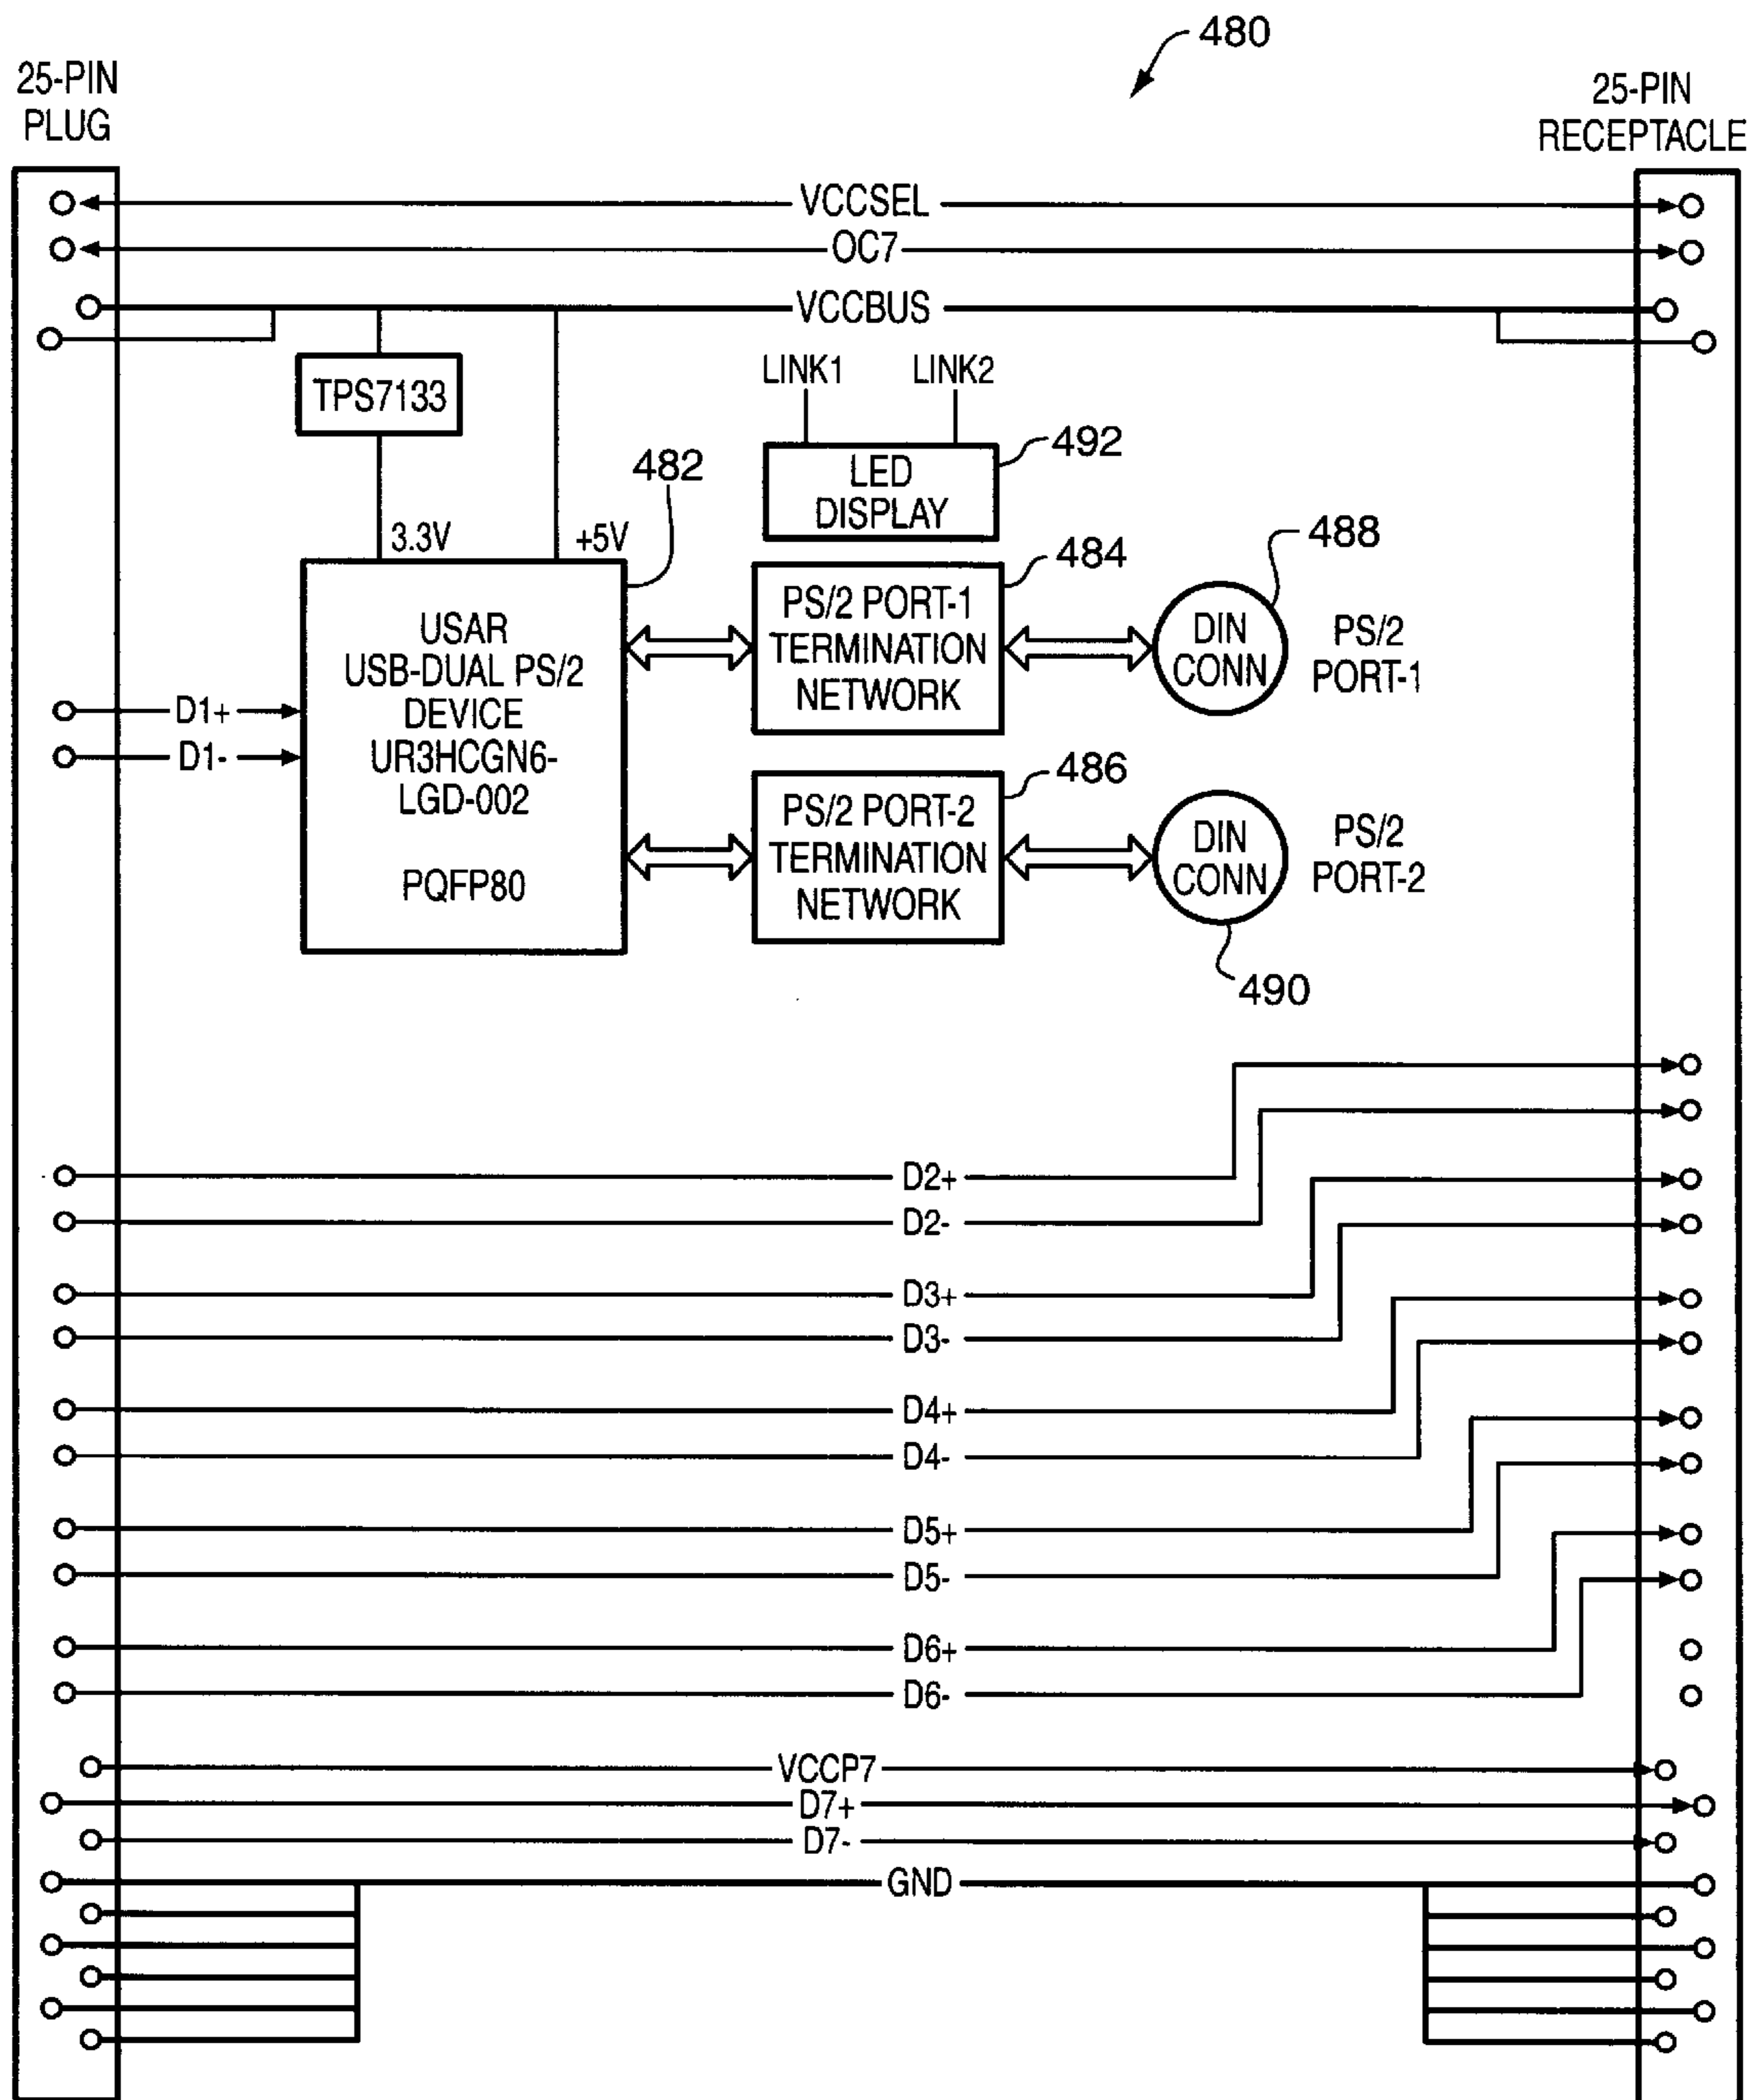 480
25-PIN
PLUG
25-PIN
RECEPTACLE
VCCSEL
OC7
VCCBUS
TPS7133
LINK1 LINK2
LED
DISPLAY
492
482
3.3V +5V
USAR
USB-DUAL PS/2
DEVICE
UR3HCGN6-
LGD-002
PQFP80
D1+
D1-
484
PS/2 PORT-1
TERMINATION
NETWORK
488
DIN
CONN
PS/2
PORT-1
486
PS/2 PORT-2
TERMINATION
NETWORK
DIN
CONN
PS/2
PORT-2
490
D2+
D2-
D3+
D3-
D4+
D4-
D5+
D5-
D6+
D6-
VCCP7
D7+
D7-
GND